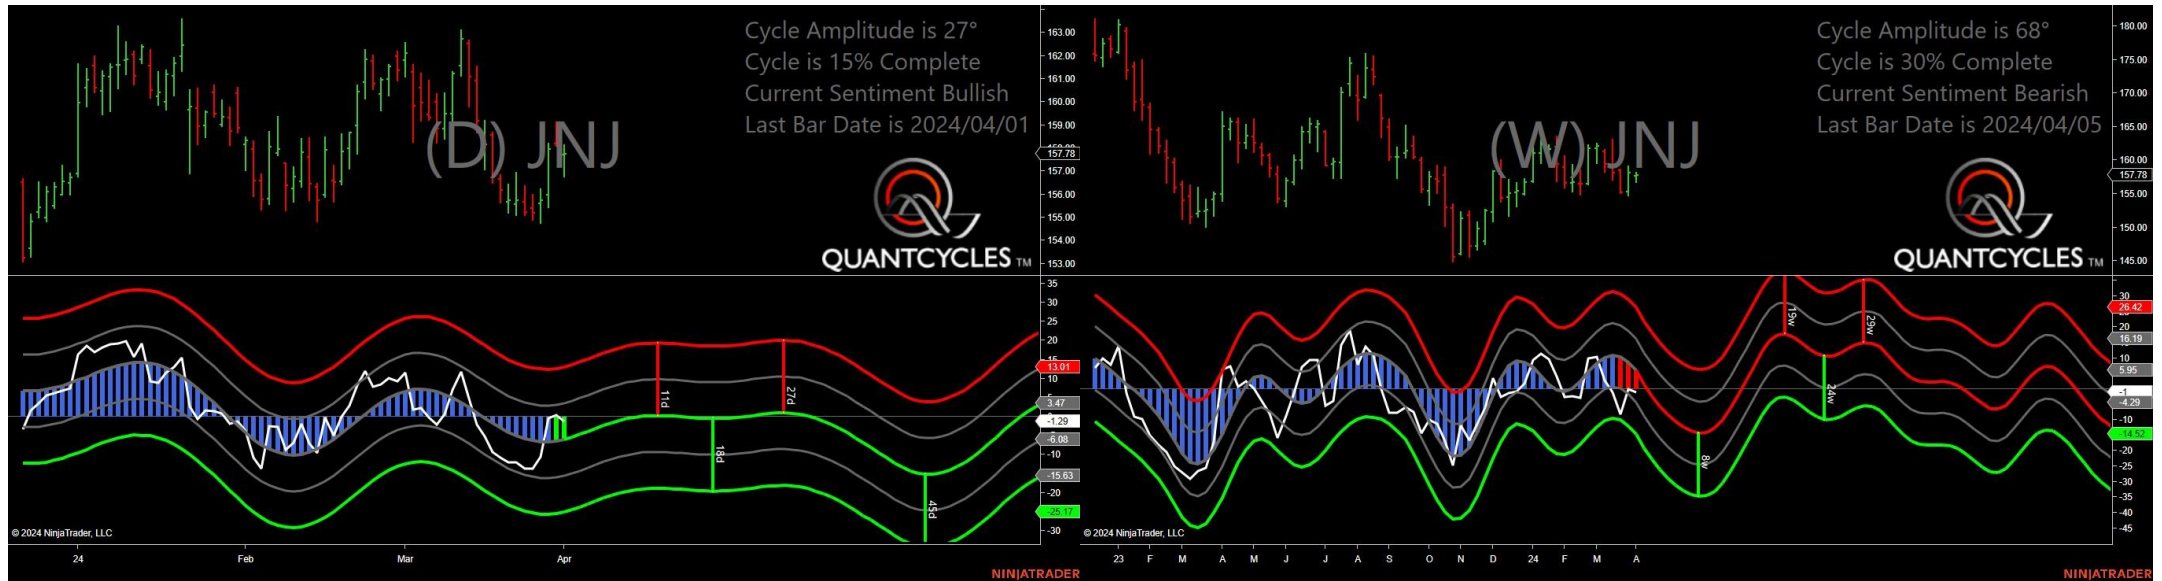 Cycle Amplitude is 27°
Cycle is 15% Complete
Current Sentiment Bullish
Last Bar Date is 2024/04/01
(D) JNJ
QUANTCYCLES TM
163.00
162.00
161.00
160.00
159.00
157.78
157.00
156.00
155.00
154.00
153.00
35
30
25
20
15
13.01
10
3.47
-1.29
-6.08
-10
-15.63
-20
-25.17
-30
11d
18d
27d
45d
© 2024 NinjaTrader, LLC
24 Feb Mar Apr
NINJATRADER
Cycle Amplitude is 68°
Cycle is 30% Complete
Current Sentiment Bearish
Last Bar Date is 2024/04/05
(W) JNJ
QUANTCYCLES TM
180.00
175.00
170.00
165.00
160.00
157.78
155.00
150.00
145.00
30
26.42
20
16.19
10
5.95
-1
-4.29
-10
-14.52
-20
-25
-30
-35
-40
-45
8w
19w
24w
29w
© 2024 NinjaTrader, LLC
23 F M A M J J A S O N D 24 F M A
NINJATRADER